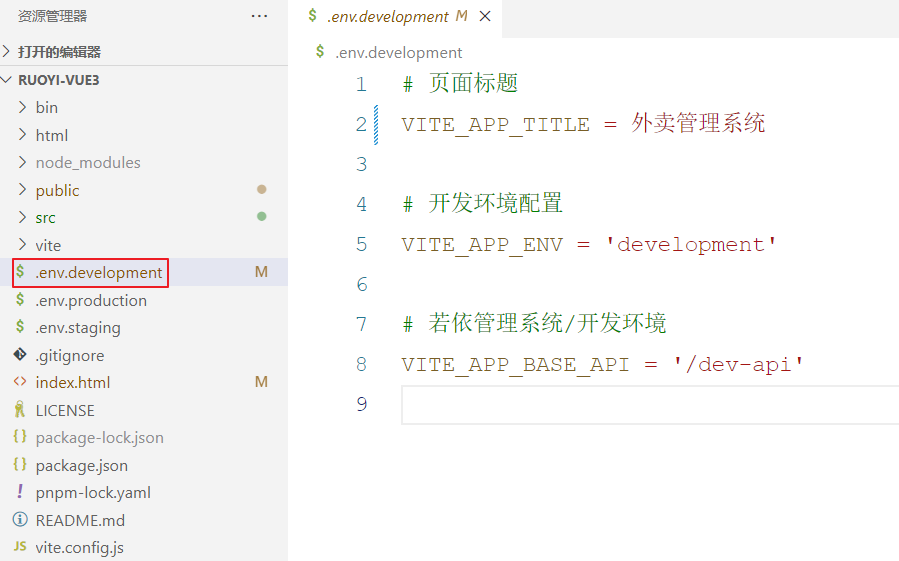 资源管理器 ···
打开的编辑器
RUOYI-VUE3
bin
html
node_modules
public
src
vite
$ .env.development M
$ .env.production
$ .env.staging
.gitignore
<> index.html M
LICENSE
{} package-lock.json
{} package.json
! pnpm-lock.yaml
README.md
JS vite.config.js
$ .env.development M ×
$ .env.development
1 # 页面标题
2 VITE_APP_TITLE = 外卖管理系统
3
4 # 开发环境配置
5 VITE_APP_ENV = 'development'
6
7 # 若依管理系统/开发环境
8 VITE_APP_BASE_API = '/dev-api'
9